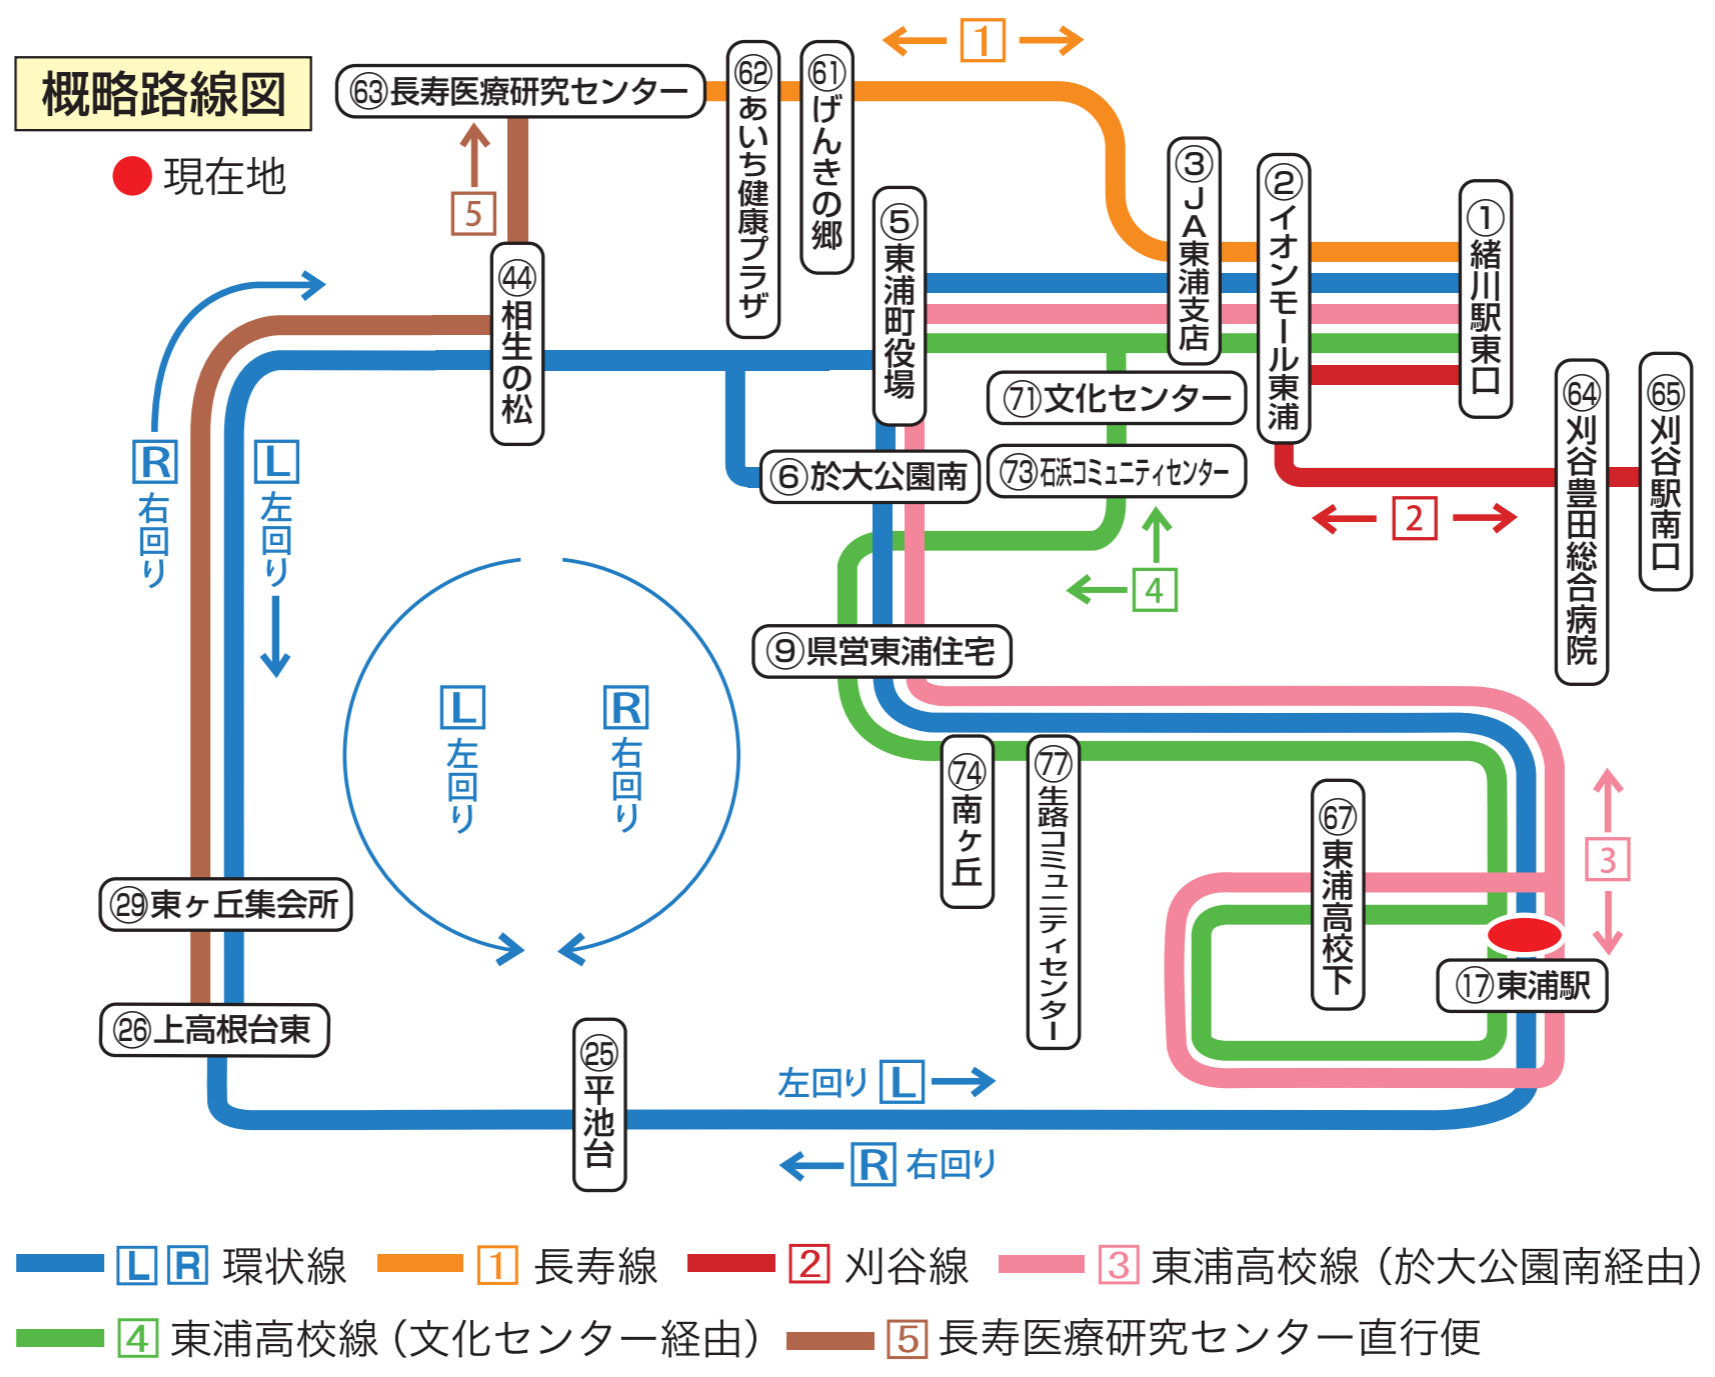 概略路線図
現在地
1
63長寿医療研究センター
62あいち健康プラザ
61げんきの郷
5
5東浦町役場
3JA東浦支店
2イオンモール東浦
1緒川駅東口
44相生の松
71文化センター
73石浜コミュニティセンター
64刈谷豊田総合病院
65刈谷駅南口
2
R
右回り
L
左回り
6於大公園南
4
9県営東浦住宅
L
左回り
R
右回り
74南ヶ丘
77生路コミュニティセンター
67東浦高校下
3
29東ヶ丘集会所
17東浦駅
26上高根台東
25平池台
左回り L
R 右回り
L R 環状線 1 長寿線 2 刈谷線 3 東浦高校線（於大公園南経由）
4 東浦高校線（文化センター経由） 5 長寿医療研究センター直行便